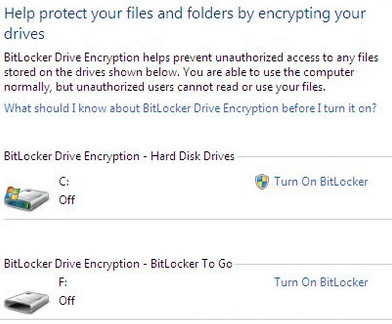 Help protect your files and folders by encrypting your
drives
BitLocker Drive Encryption helps prevent unauthorized access to any files
stored on the drives shown below. You are able to use the computer
normally, but unauthorized users cannot read or use your files.
What should I know about BitLocker Drive Encryption before I turn it on?
BitLocker Drive Encryption - Hard Disk Drives
C:
Turn On BitLocker
Off
BitLocker Drive Encryption - BitLocker To Go
F:
Turn On BitLocker
Off